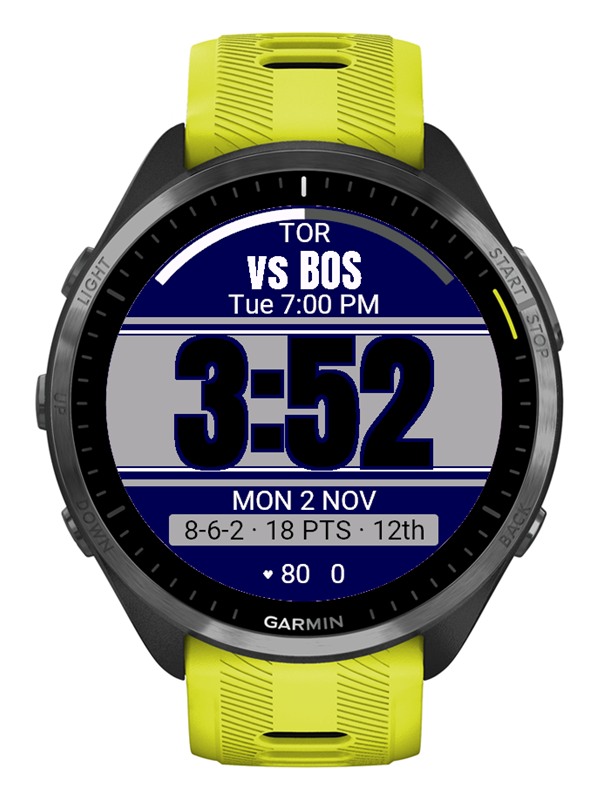 TOR
vs BOS
Tue 7:00 PM
LIGHT
START
STOP
3:52
UP
MON 2 NOV
8-6-2 · 18 PTS · 12th
DOWN
BACK
80 0
GARMIN